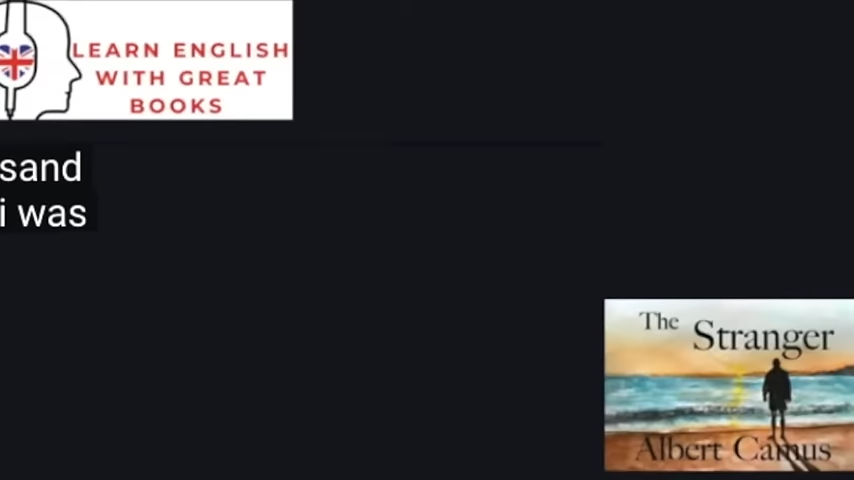 LEARN ENGLISH
WITH GREAT
BOOKS
sand
i was
The Stranger
Albert Camus